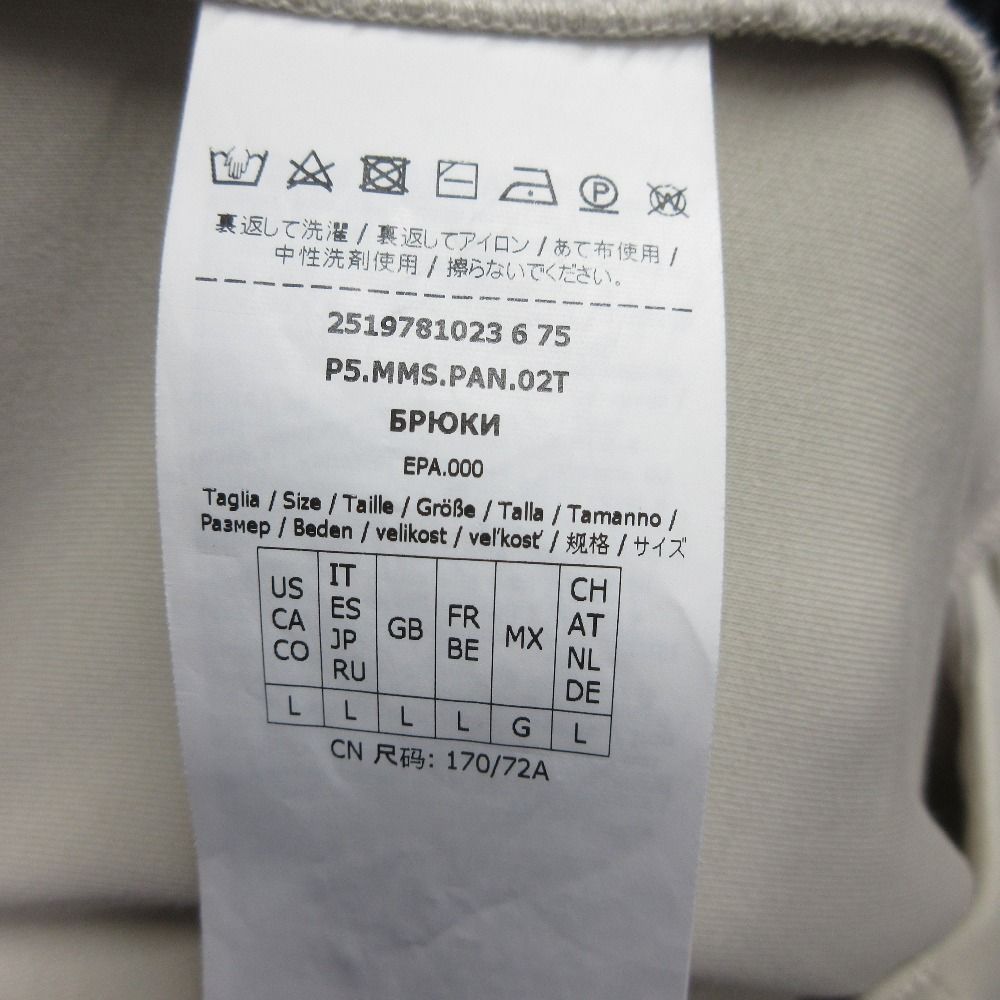 P W
裏返して洗濯 / 裏返してアイロン / あて布使用 /
中性洗剤使用 / 擦らないでください。
2519781023 6 75
P5.MMS.PAN.02T
БРЮКИ
EPA.000
Taglia / Size / Taille / Größe / Talla / Tamanno /
Размер / Beden / velikost / veľkosť / 规格 / サイズ
US CA CO
IT ES JP RU
GB
FR BE
MX
CH AT NL DE
L L L L G L
CN 尺码: 170/72A